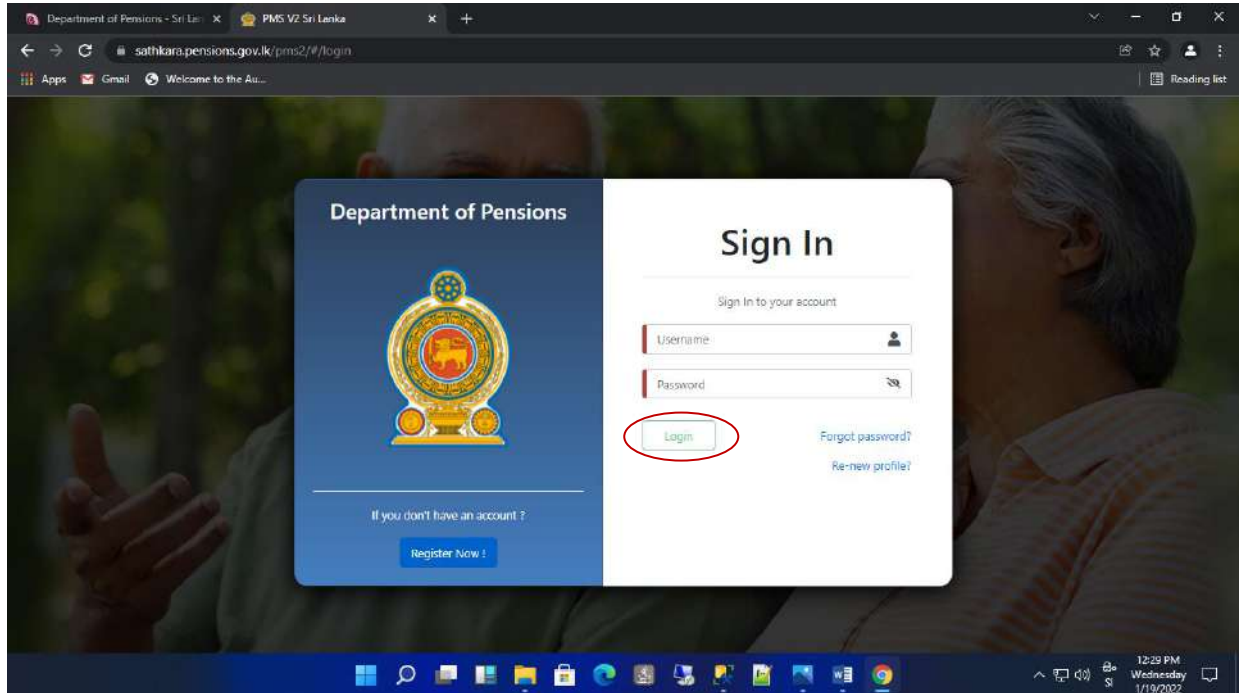 Department of Pensions - Sri Lan
PMS V2 Sri Lanka
sathkara.pensions.gov.lk/pms2/#/login
Apps
Gmail
Welcome to the Au...
Reading list
Department of Pensions
If you don't have an account ?
Register Now !
Sign In
Sign In to your account
Username
Password
Login
Forgot password?
Re-new profile?
SI
12:29 PM
Wednesday
1/19/2022